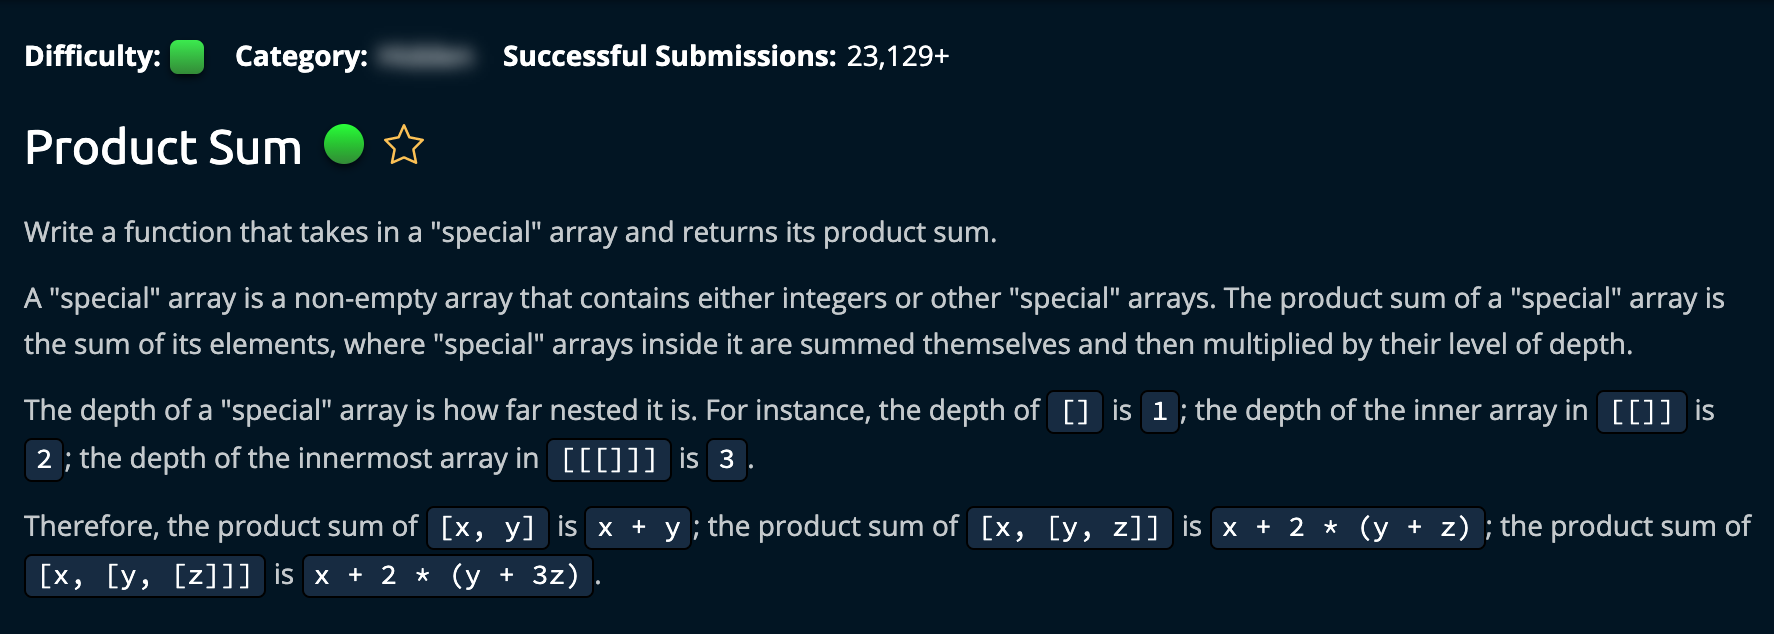 Difficulty: Category: Successful Submissions: 23,129+
Product Sum
Write a function that takes in a "special" array and returns its product sum.
A "special" array is a non-empty array that contains either integers or other "special" arrays. The product sum of a "special" array is
the sum of its elements, where "special" arrays inside it are summed themselves and then multiplied by their level of depth.
The depth of a "special" array is how far nested it is. For instance, the depth of [] is 1; the depth of the inner array in [[]] is
2; the depth of the innermost array in [[[]]] is 3.
Therefore, the product sum of [x, y] is x + y; the product sum of [x, [y, z]] is x + 2 * (y + z); the product sum of
[x, [y, [z]]] is x + 2 * (y + 3z).